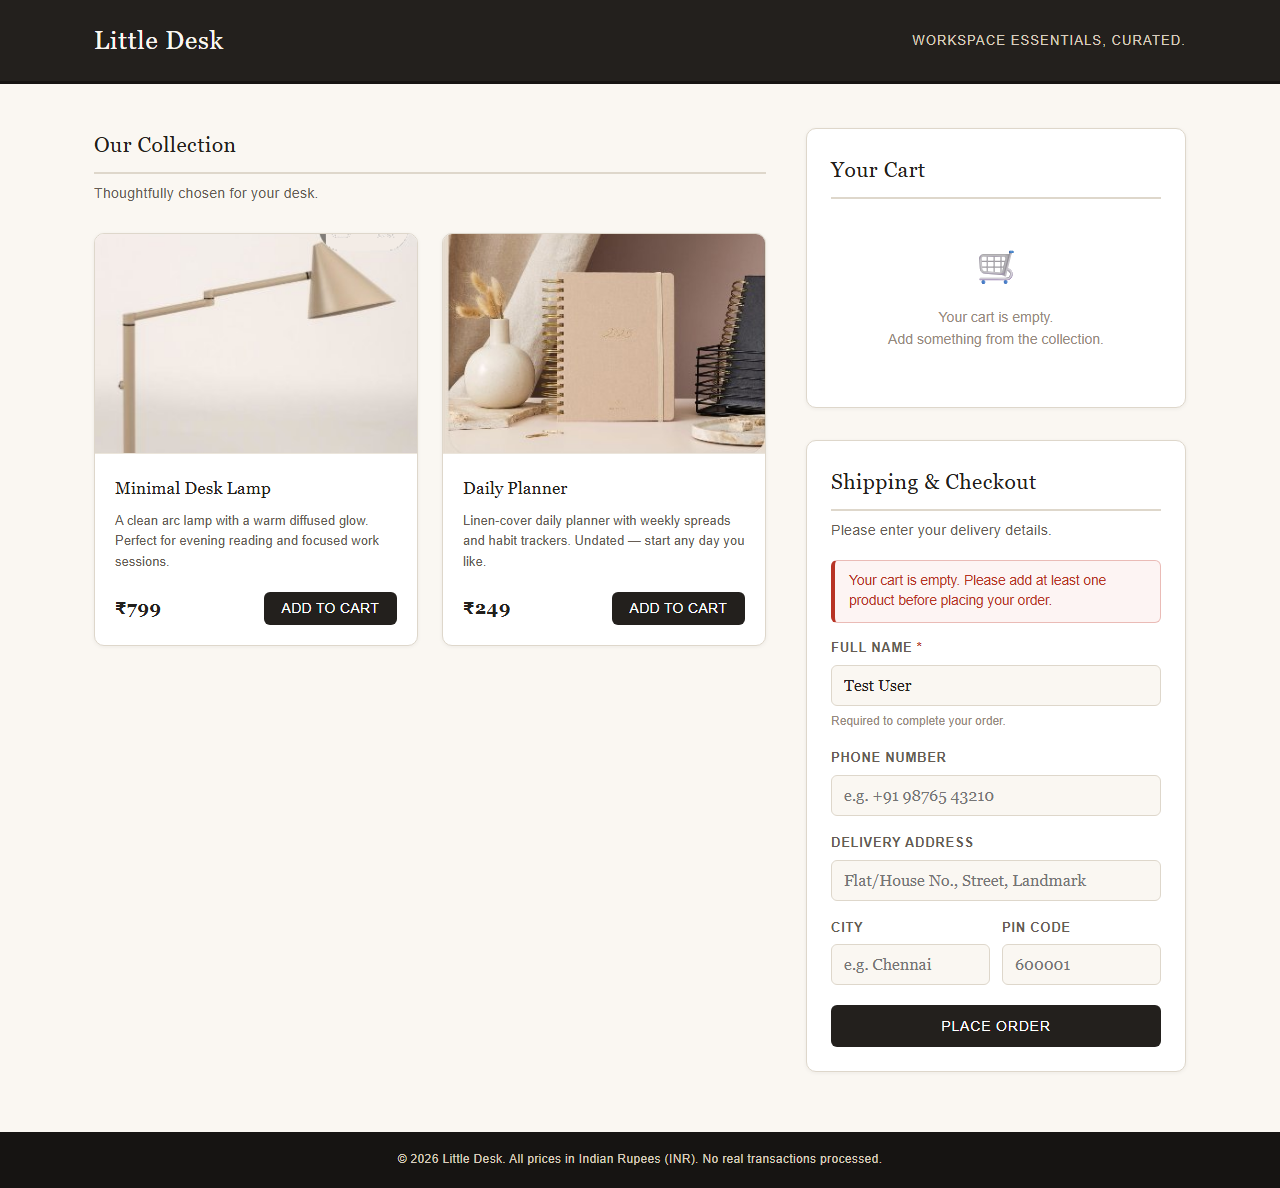 Little Desk
WORKSPACE ESSENTIALS, CURATED.
Our Collection
Thoughtfully chosen for your desk.
Minimal Desk Lamp
A clean arc lamp with a warm diffused glow.
Perfect for evening reading and focused work
sessions.
₹799
ADD TO CART
Daily Planner
Linen-cover daily planner with weekly spreads
and habit trackers. Undated — start any day you
like.
₹249
ADD TO CART
Your Cart
Your cart is empty.
Add something from the collection.
Shipping & Checkout
Please enter your delivery details.
Your cart is empty. Please add at least one
product before placing your order.
FULL NAME *
Test User
Required to complete your order.
PHONE NUMBER
e.g. +91 98765 43210
DELIVERY ADDRESS
Flat/House No., Street, Landmark
CITY
PIN CODE
e.g. Chennai
600001
PLACE ORDER
© 2026 Little Desk. All prices in Indian Rupees (INR). No real transactions processed.